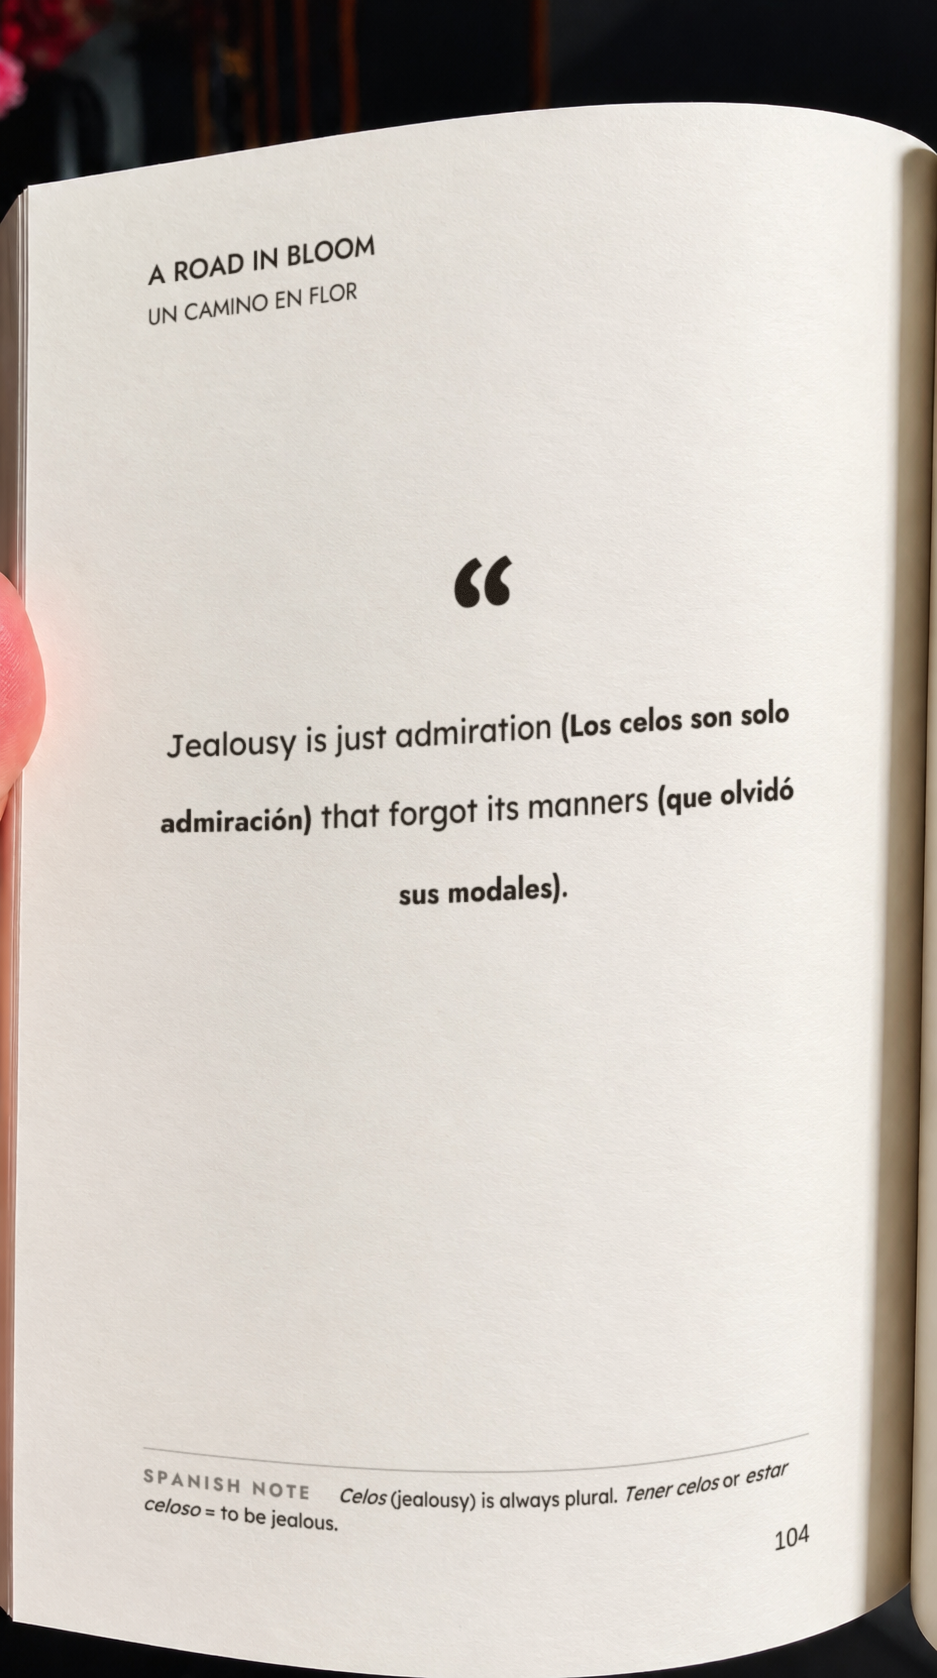 A ROAD IN BLOOM
UN CAMINO EN FLOR
“
Jealousy is just admiration (Los celos son solo
admiración) that forgot its manners (que olvidó
sus modales).
SPANISH NOTE Celos (jealousy) is always plural. Tener celos or estar
celoso = to be jealous.
104